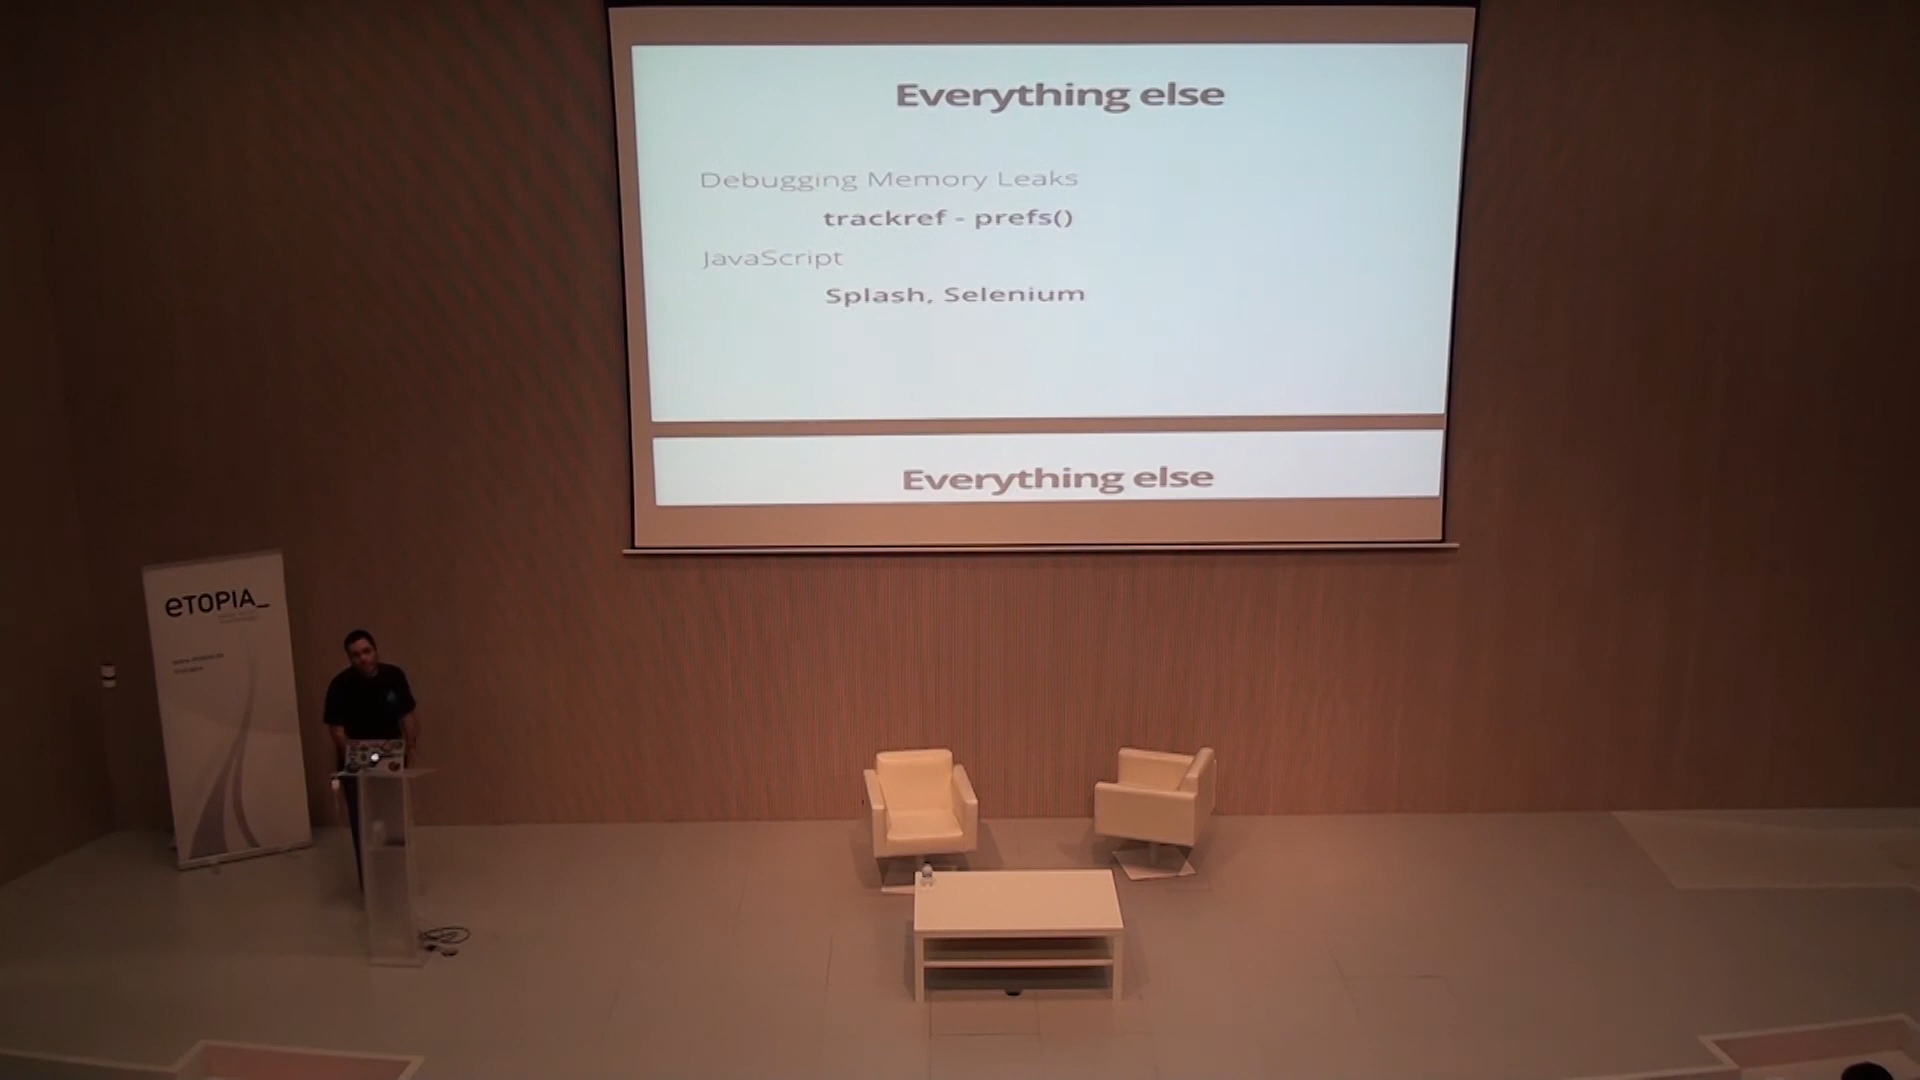 Everything else
Debugging Memory Leaks
trackref - prefs()
JavaScript
Splash, Selenium
Everything else
eTOPIA_